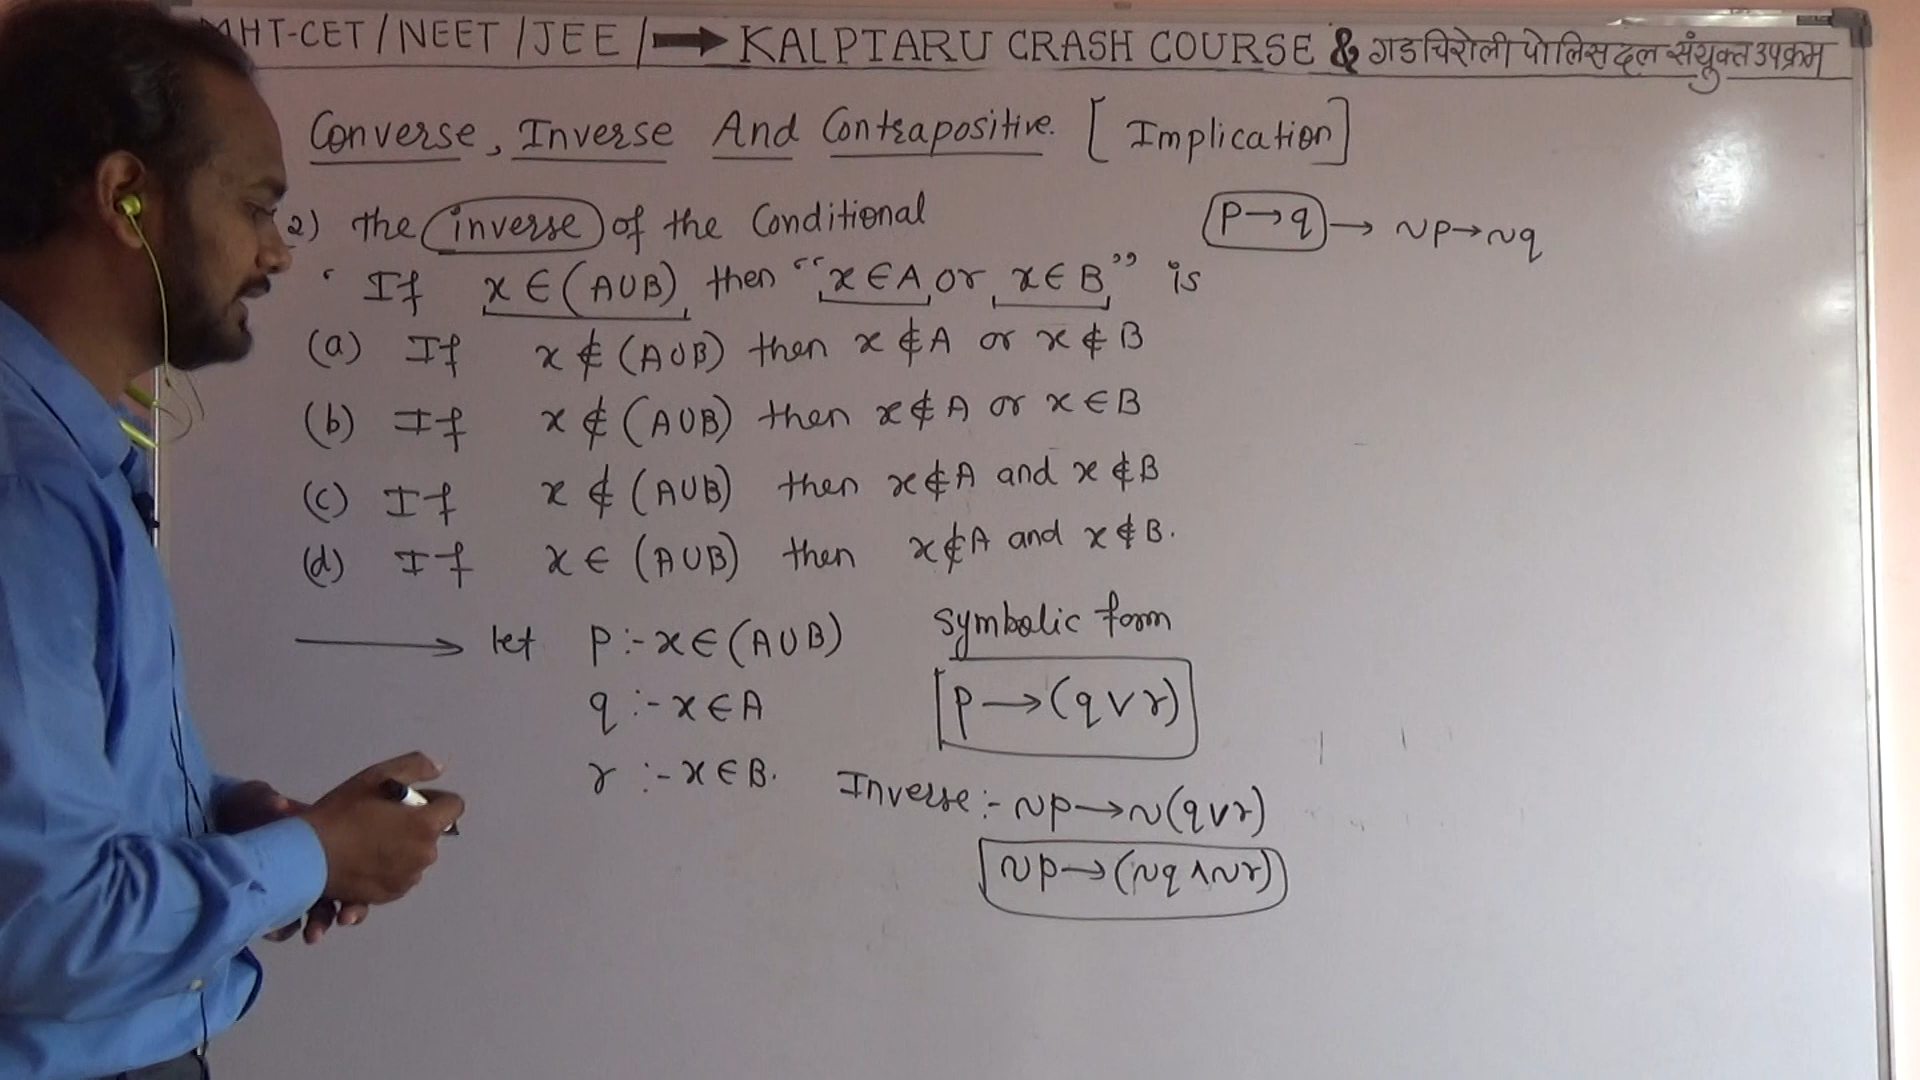 MHT-CET / NEET / JEE / → KALPTARU CRASH COURSE & गडचिरोली पोलिस दल संयुक्त उपक्रम
Converse, Inverse And Contrapositive. [Implication]
2) the inverse of the Conditional
p→q → ~p→~q
" If x ∈ (A∪B) then "x ∈ A or x ∈ B" is
(a) If x ∉ (A∪B) then x ∉ A or x ∉ B
(b) If x ∉ (A∪B) then x ∉ A or x ∈ B
(c) If x ∉ (A∪B) then x ∉ A and x ∉ B
(d) If x ∈ (A∪B) then x ∉ A and x ∉ B.
→ let p :- x ∈ (A∪B)
q :- x ∈ A
r :- x ∈ B.
Symbolic form
p → (q ∨ r)
Inverse :- ~p → ~(q ∨ r)
~p → (~q ∧ ~r)